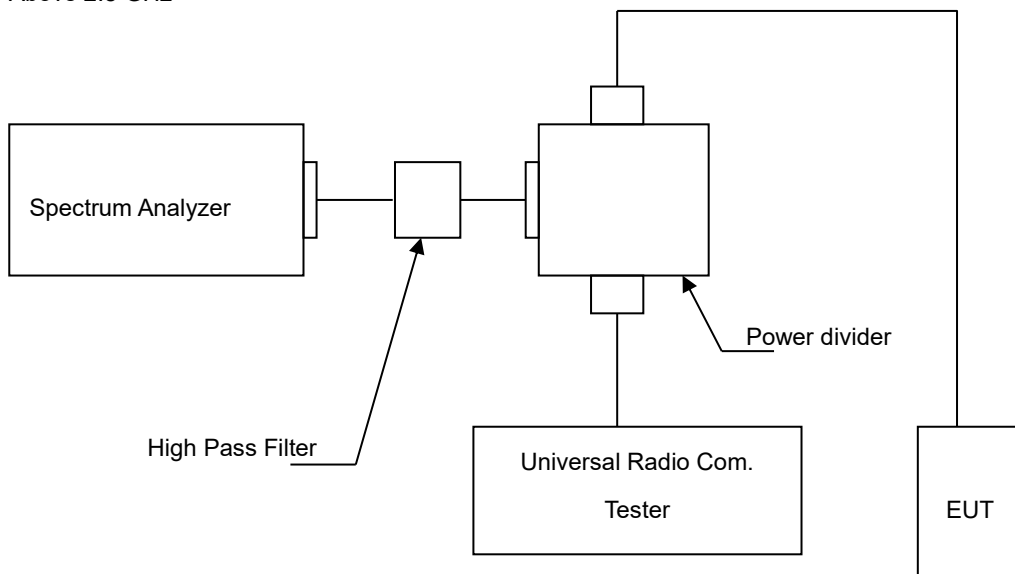 Spectrum Analyzer
Power divider
High Pass Filter
Universal Radio Com.
Tester
EUT